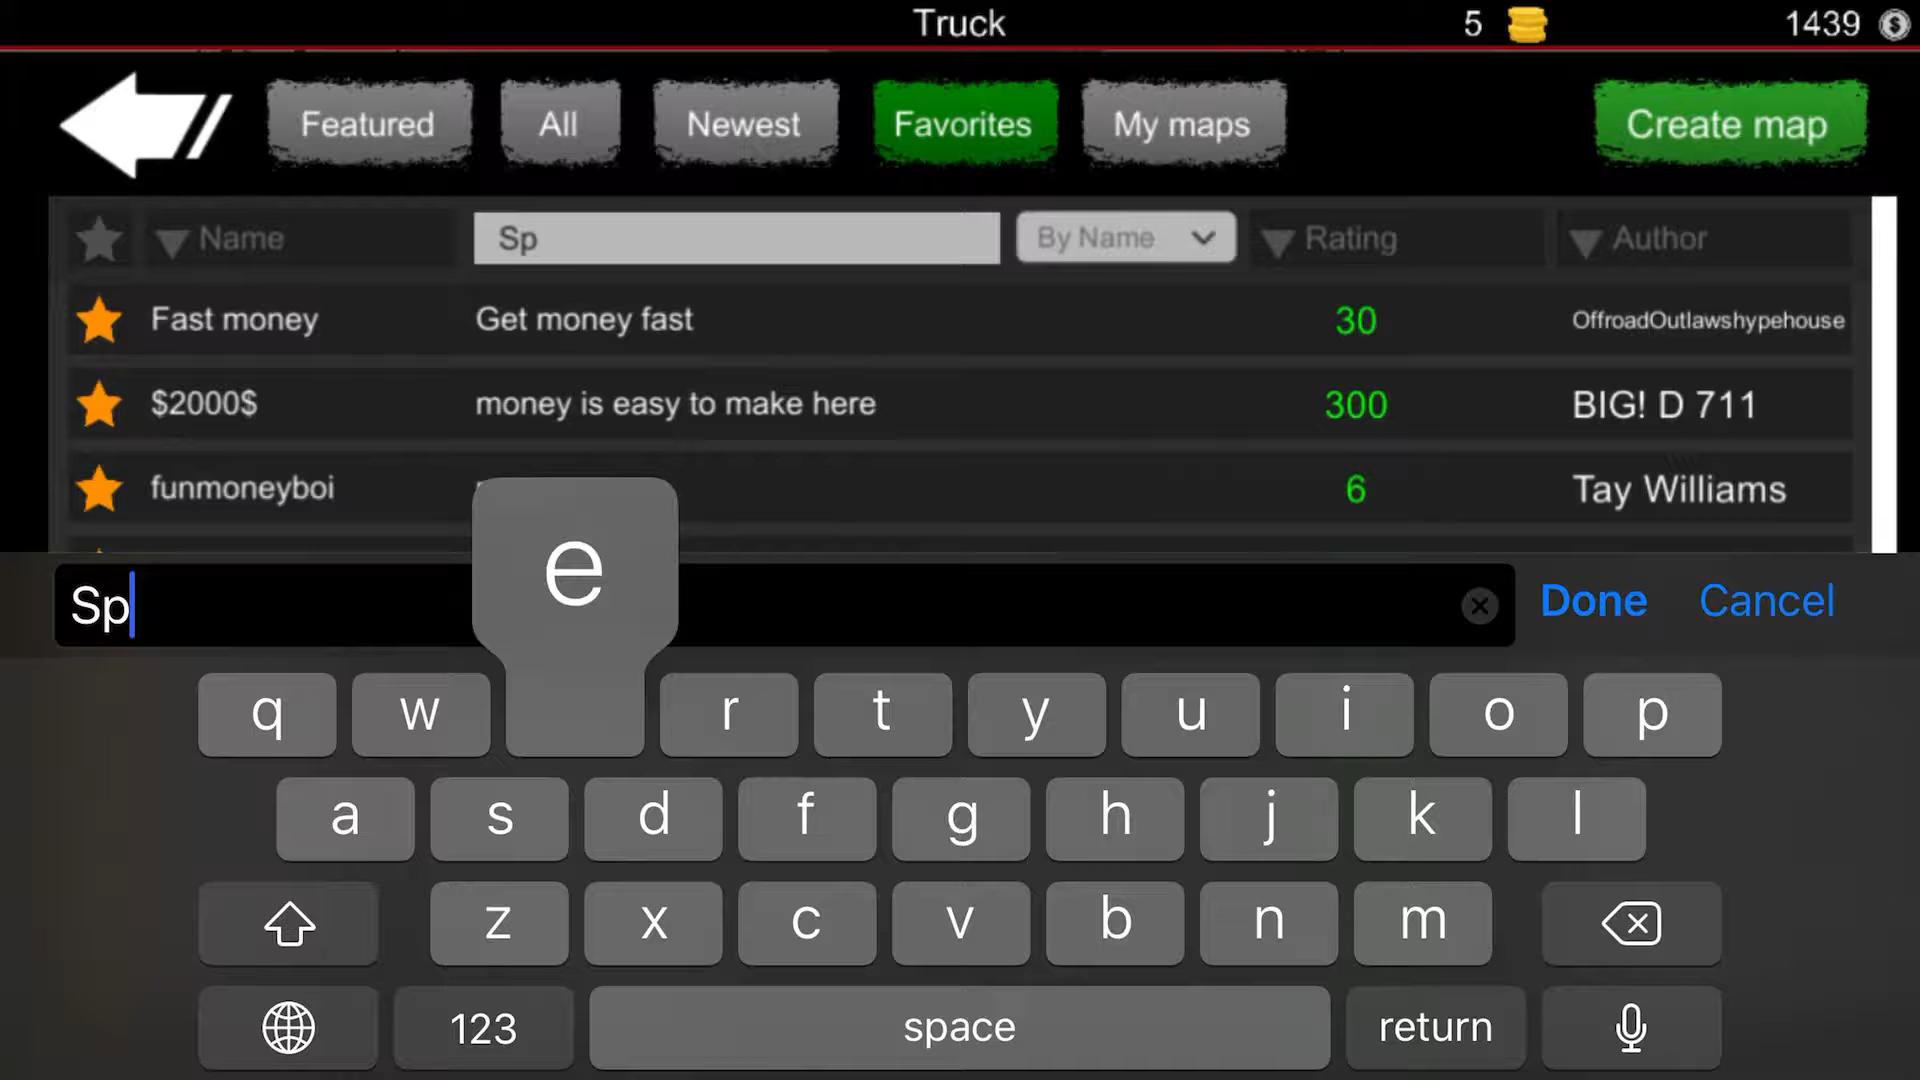 Truck
5
1439
Featured
All
Newest
Favorites
My maps
Create map
Name
Sp
By Name
Rating
Author
Fast money
Get money fast
30
OffroadOutlawshypehouse
$2000$
money is easy to make here
300
BIG! D 711
funmoneyboi
6
Tay Williams
Sp
Done
Cancel
e
q w r t y u i o p
a s d f g h j k l
z x c v b n m
123
space
return